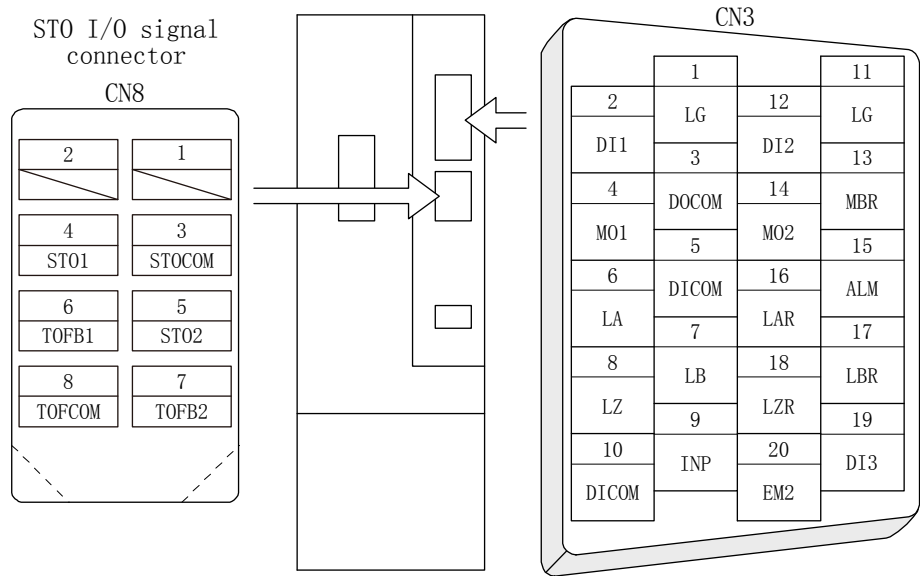 STO I/O signal
connector
CN8
2
1
4
STO1
3
STOCOM
6
TOFB1
5
STO2
8
TOFCOM
7
TOFB2
CN3
1
LG
2
DI1
3
DOCOM
4
MO1
5
DICOM
6
LA
7
LB
8
LZ
9
INP
10
DICOM
11
LG
12
DI2
13
MBR
14
MO2
15
ALM
16
LAR
17
LBR
18
LZR
19
DI3
20
EM2